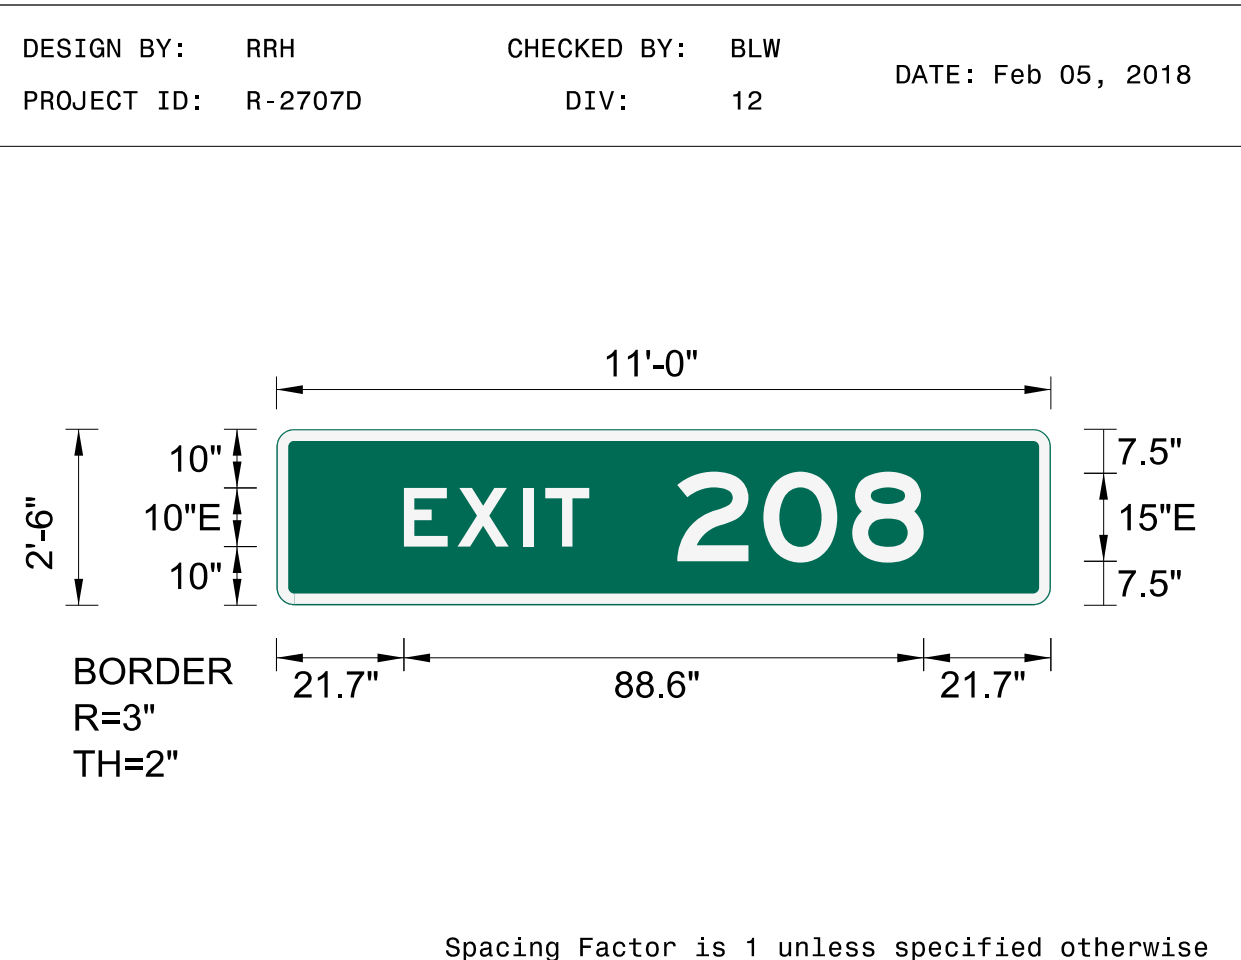 DESIGN BY: RRH CHECKED BY: BLW
DATE: Feb 05, 2018
PROJECT ID: R-2707D DIV: 12
11'-0"
10" 7.5"
2'-6" 10"E EXIT 208 15"E
10" 7.5"
21.7" 88.6" 21.7"
BORDER
R=3"
TH=2"
Spacing Factor is 1 unless specified otherwise